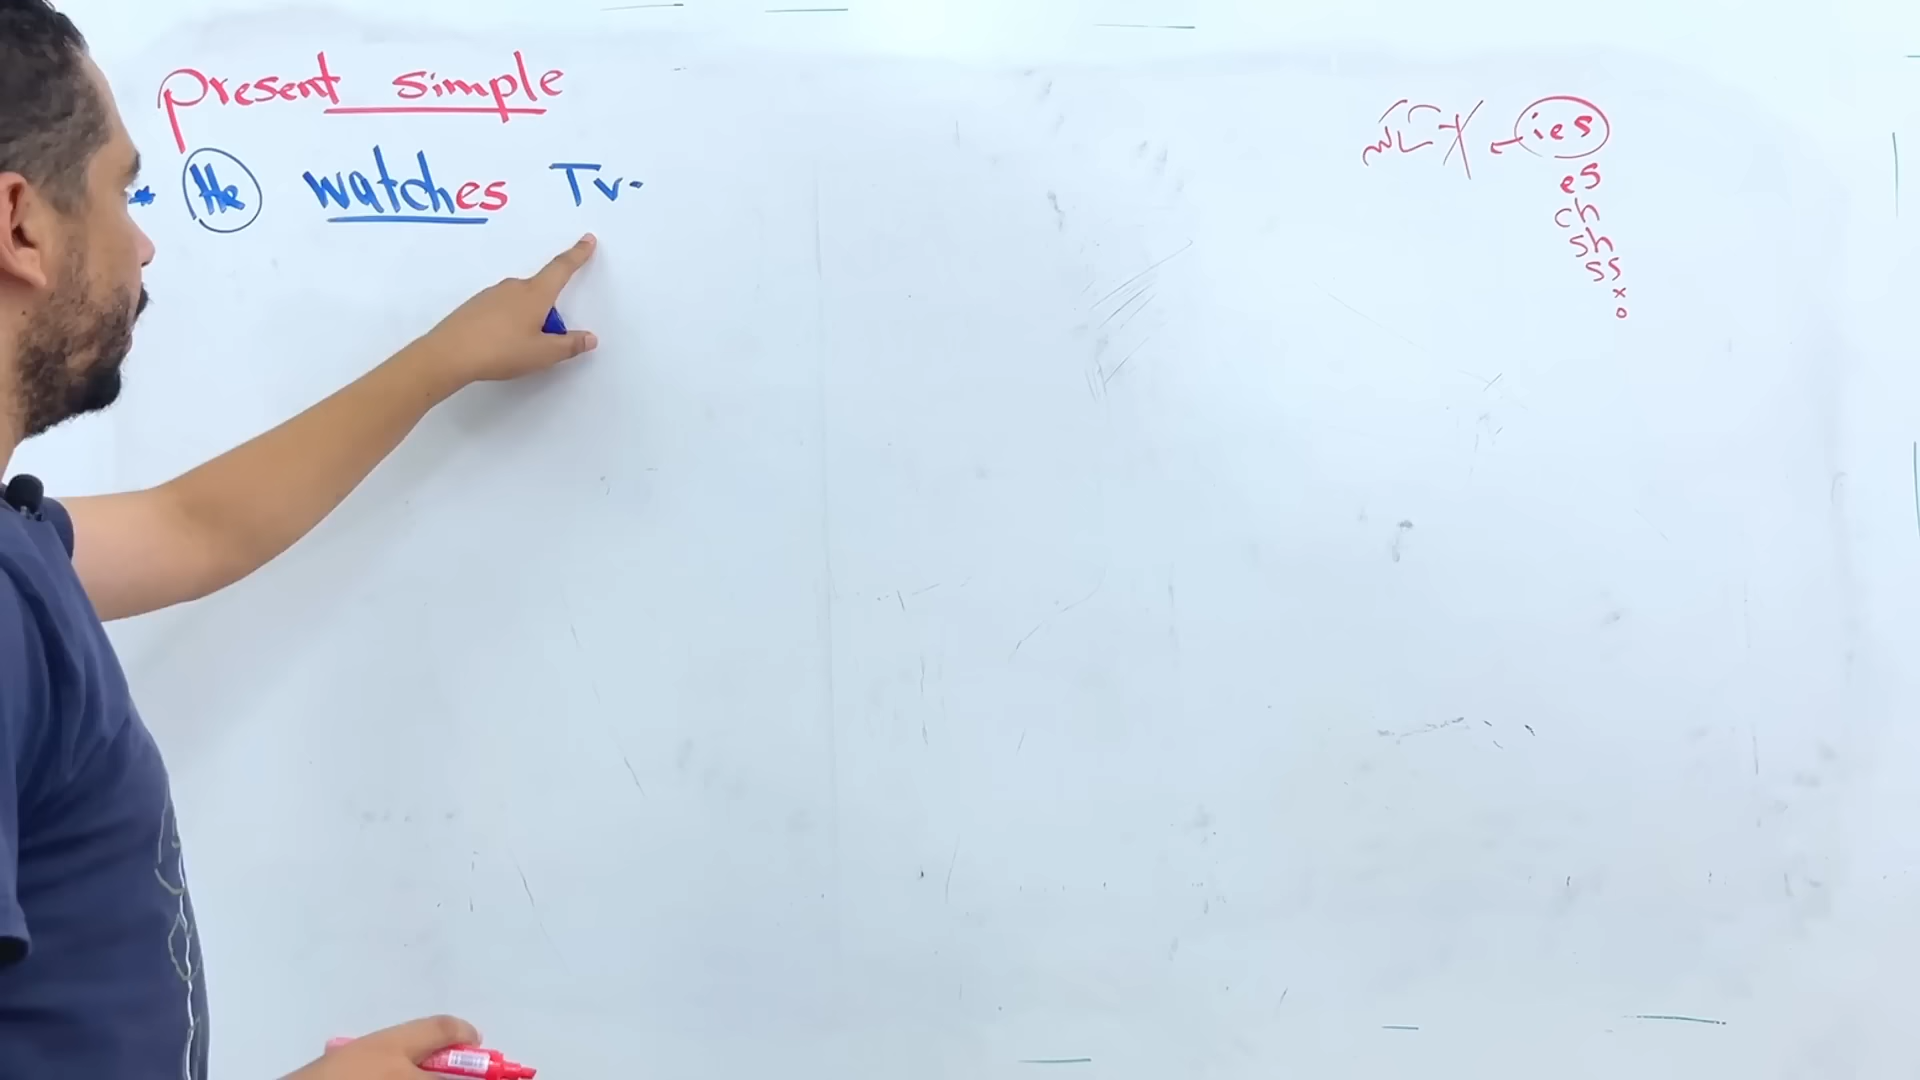 present simple
* He watches Tv.
ies
es
ch
sh
ss
x
o